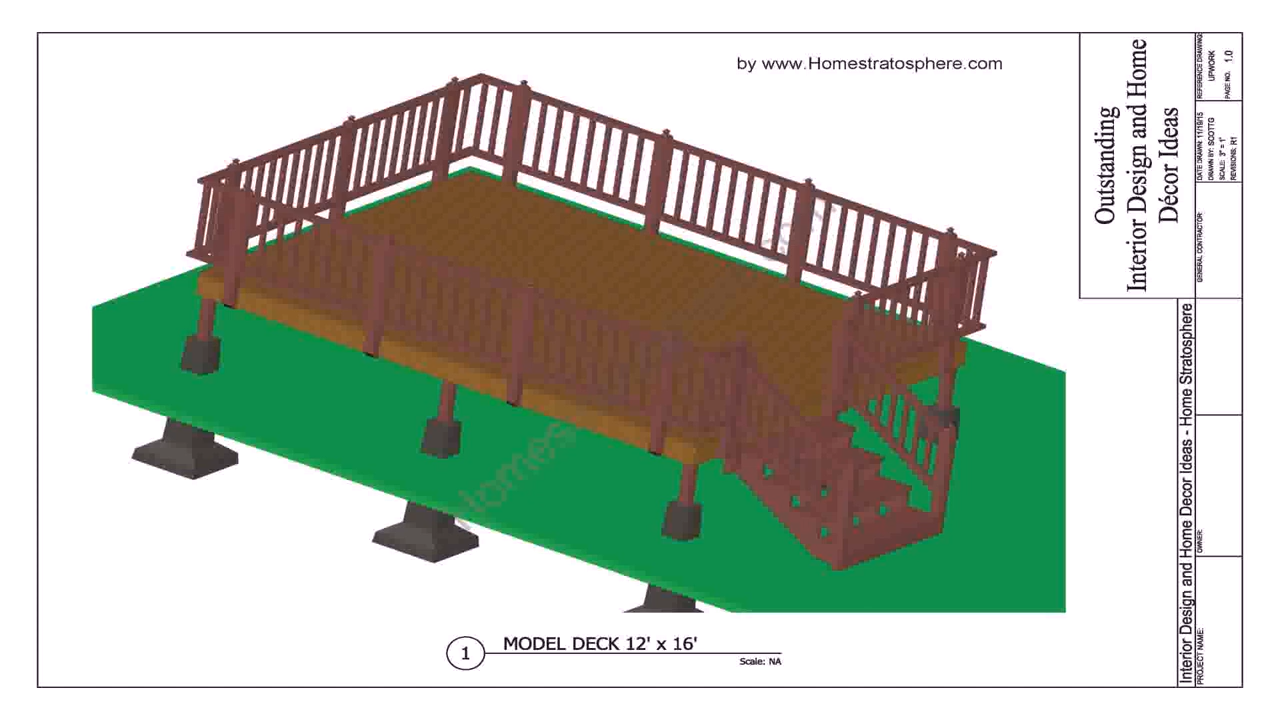 by www.Homestratosphere.com
Outstanding
Interior Design and Home
Décor Ideas
REFERENCE DRAWING:
UPWORK
PAGE NO. 1.0
DATE DRAWN: 11/19/15
DRAWN BY: SCOTTG
SCALE: 3" = 1'
REVISIONS: R1
GENERAL CONTRACTOR:
Interior Design and Home Decor Ideas - Home Stratosphere
OWNER:
PROJECT NAME:
1
MODEL DECK 12' x 16'
Scale: NA